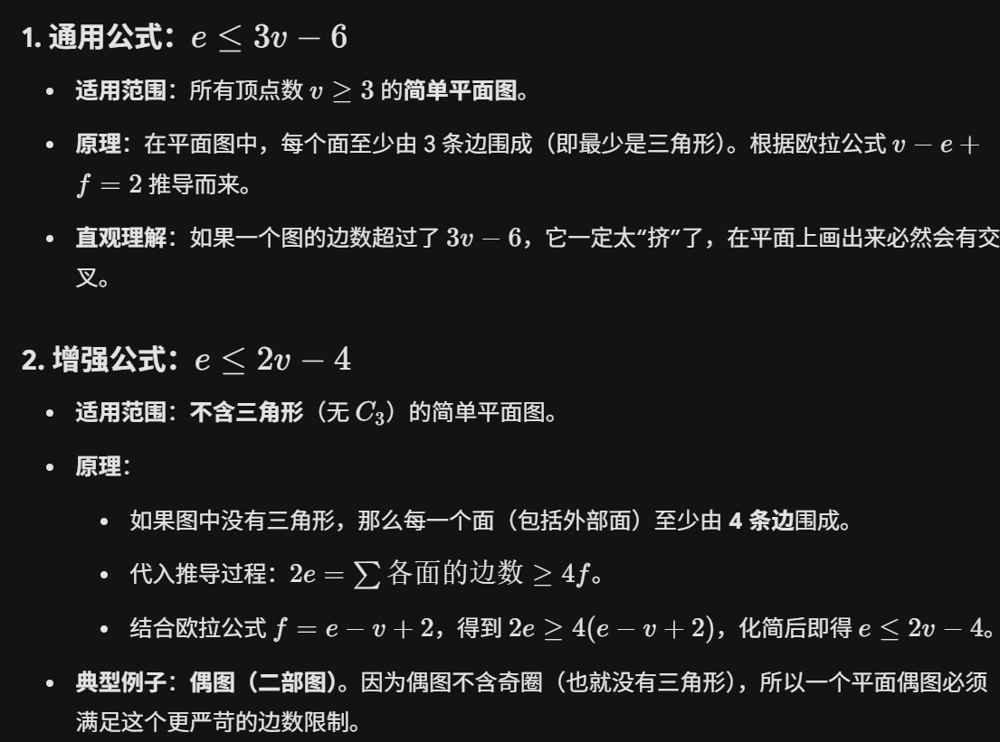 1. 通用公式：e ≤ 3v − 6
• 适用范围：所有顶点数 v ≥ 3 的简单平面图。
• 原理：在平面图中，每个面至少由 3 条边围成（即最少是三角形）。根据欧拉公式 v − e +
f = 2 推导而来。
• 直观理解：如果一个图的边数超过了 3v − 6，它一定太“挤”了，在平面上画出来必然会有交
叉。
2. 增强公式：e ≤ 2v − 4
• 适用范围：不含三角形（无 C₃）的简单平面图。
• 原理：
• 如果图中没有三角形，那么每一个面（包括外部面）至少由 4 条边围成。
• 代入推导过程：2e = ∑ 各面的边数 ≥ 4f。
• 结合欧拉公式 f = e − v + 2，得到 2e ≥ 4(e − v + 2)，化简后即得 e ≤ 2v − 4。
• 典型例子：偶图（二部图）。因为偶图不含奇圈（也就没有三角形），所以一个平面偶图必须
满足这个更严苛的边数限制。